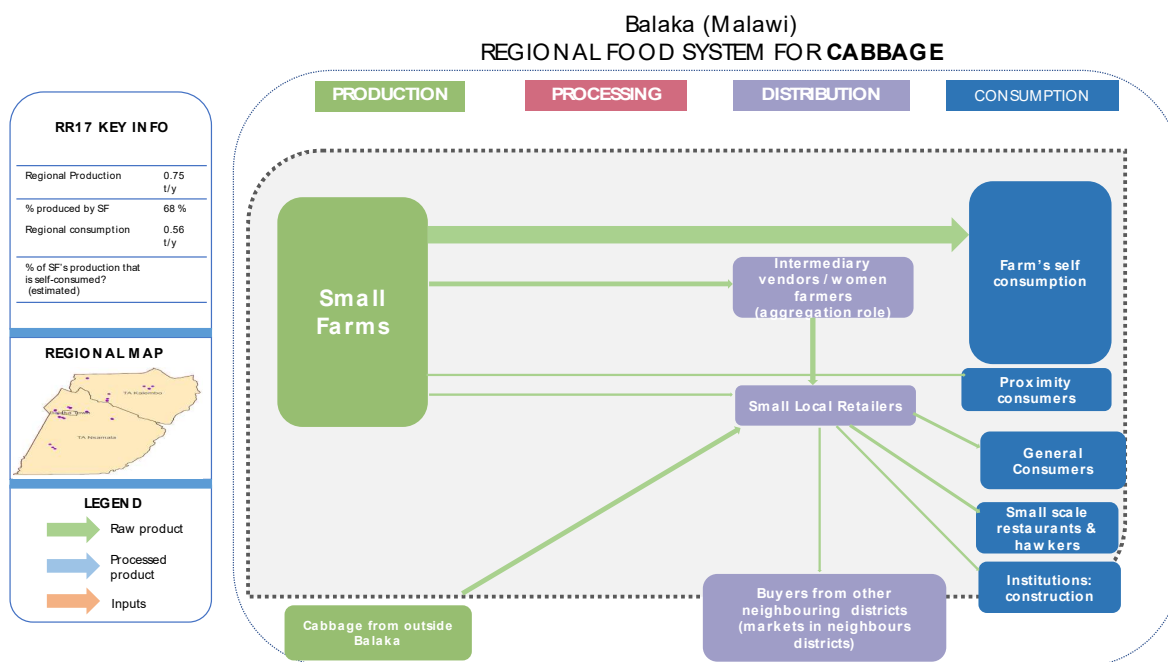 Balaka (Malawi)
REGIONAL FOOD SYSTEM FOR CABBAGE
RR17 KEY INFO
Regional Production 0.75 t/y
% produced by SF 68 %
Regional consumption 0.56 t/y
% of SF's production that
is self-consumed?
(estimated)
REGIONAL MAP
TA Kalembo
TA Nsamala
LEGEND
Raw product
Processed
product
Inputs
PRODUCTION
PROCESSING
DISTRIBUTION
CONSUMPTION
Small
Farms
Intermediary
vendors / women
farmers
(aggregation role)
Farm's self
consumption
Proximity
consumers
Small Local Retailers
General
Consumers
Small scale
restaurants &
hawkers
Institutions:
construction
Cabbage from outside
Balaka
Buyers from other
neighbouring districts
(markets in neighbours
districts)